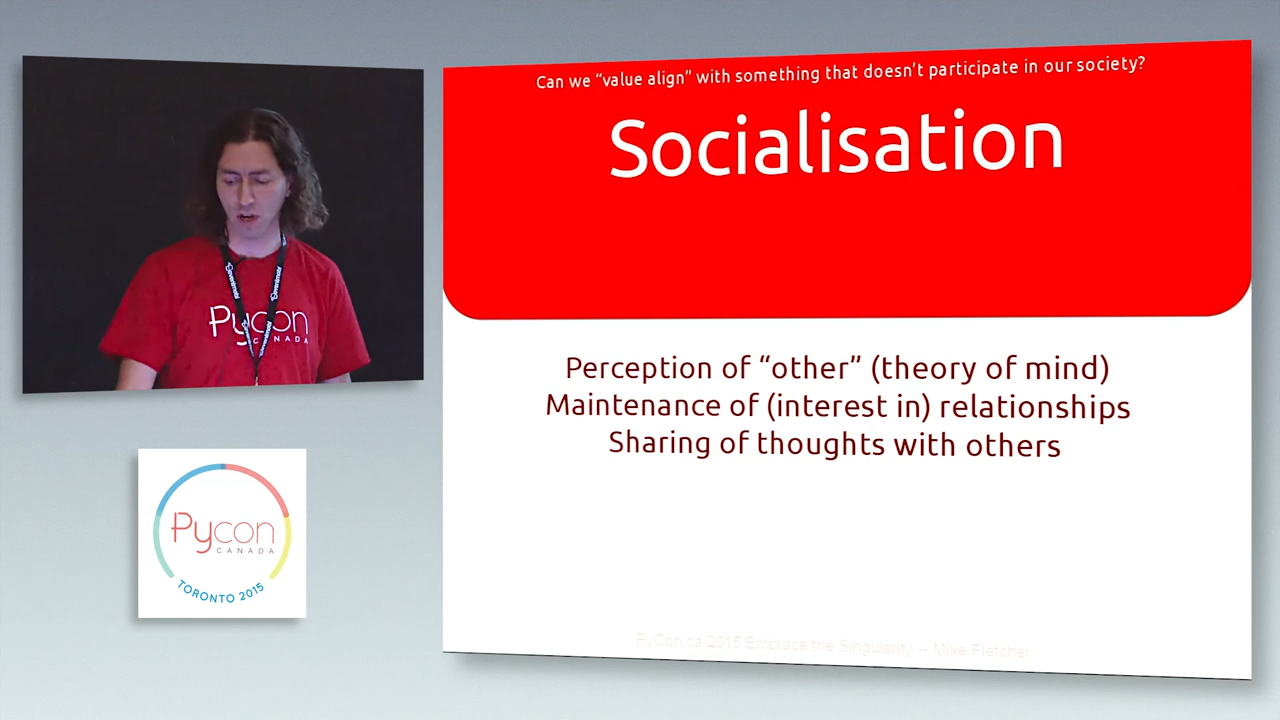 Can we “value align” with something that doesn’t participate in our society?
Socialisation
Perception of “other” (theory of mind)
Maintenance of (interest in) relationships
Sharing of thoughts with others
PyCon.ca 2015 Embrace the Singularity -- Mike Fletcher
Pycon
CANADA
Pycon
CANADA
TORONTO 2015